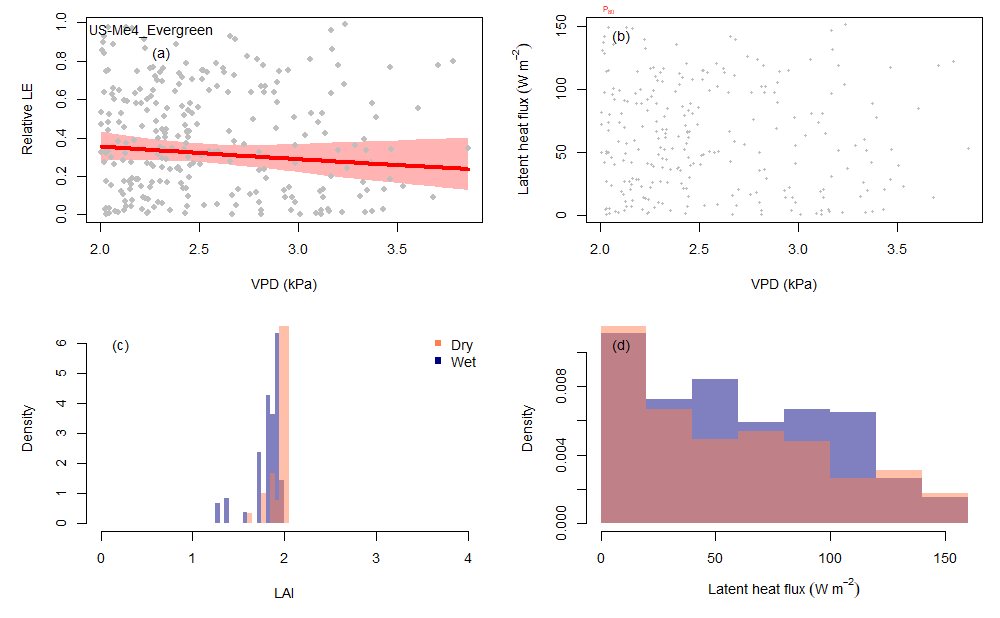 US-Me4_Evergreen
(a)
Relative LE
0.0 0.2 0.4 0.6 0.8 1.0
2.0 2.5 3.0 3.5
VPD (kPa)
P₈₀
(b)
Latent heat flux (W m⁻²)
0 50 100 150
2.0 2.5 3.0 3.5
VPD (kPa)
(c)
Dry
Wet
Density
0 1 2 3 4 5 6
0 1 2 3 4
LAI
(d)
Density
0.000 0.004 0.008
0 50 100 150
Latent heat flux (W m⁻²)